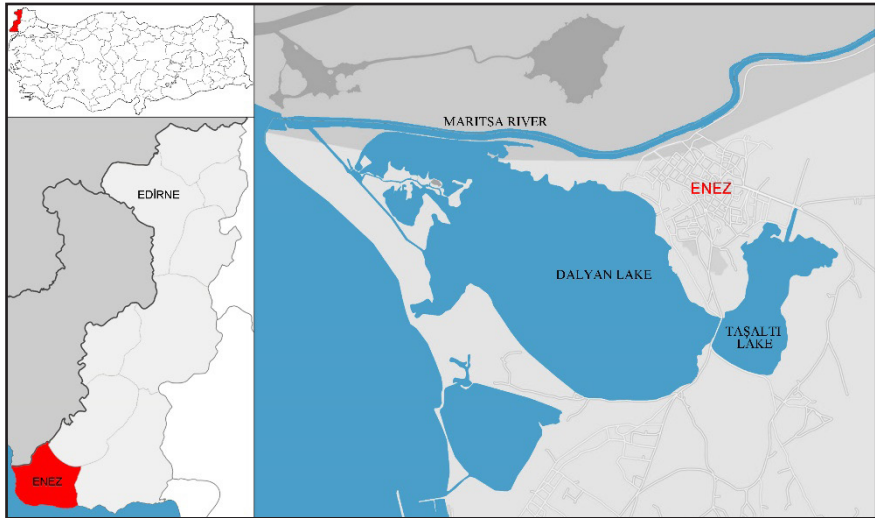 EDİRNE
ENEZ
MARITSA RIVER
ENEZ
DALYAN LAKE
TAŞALTI
LAKE